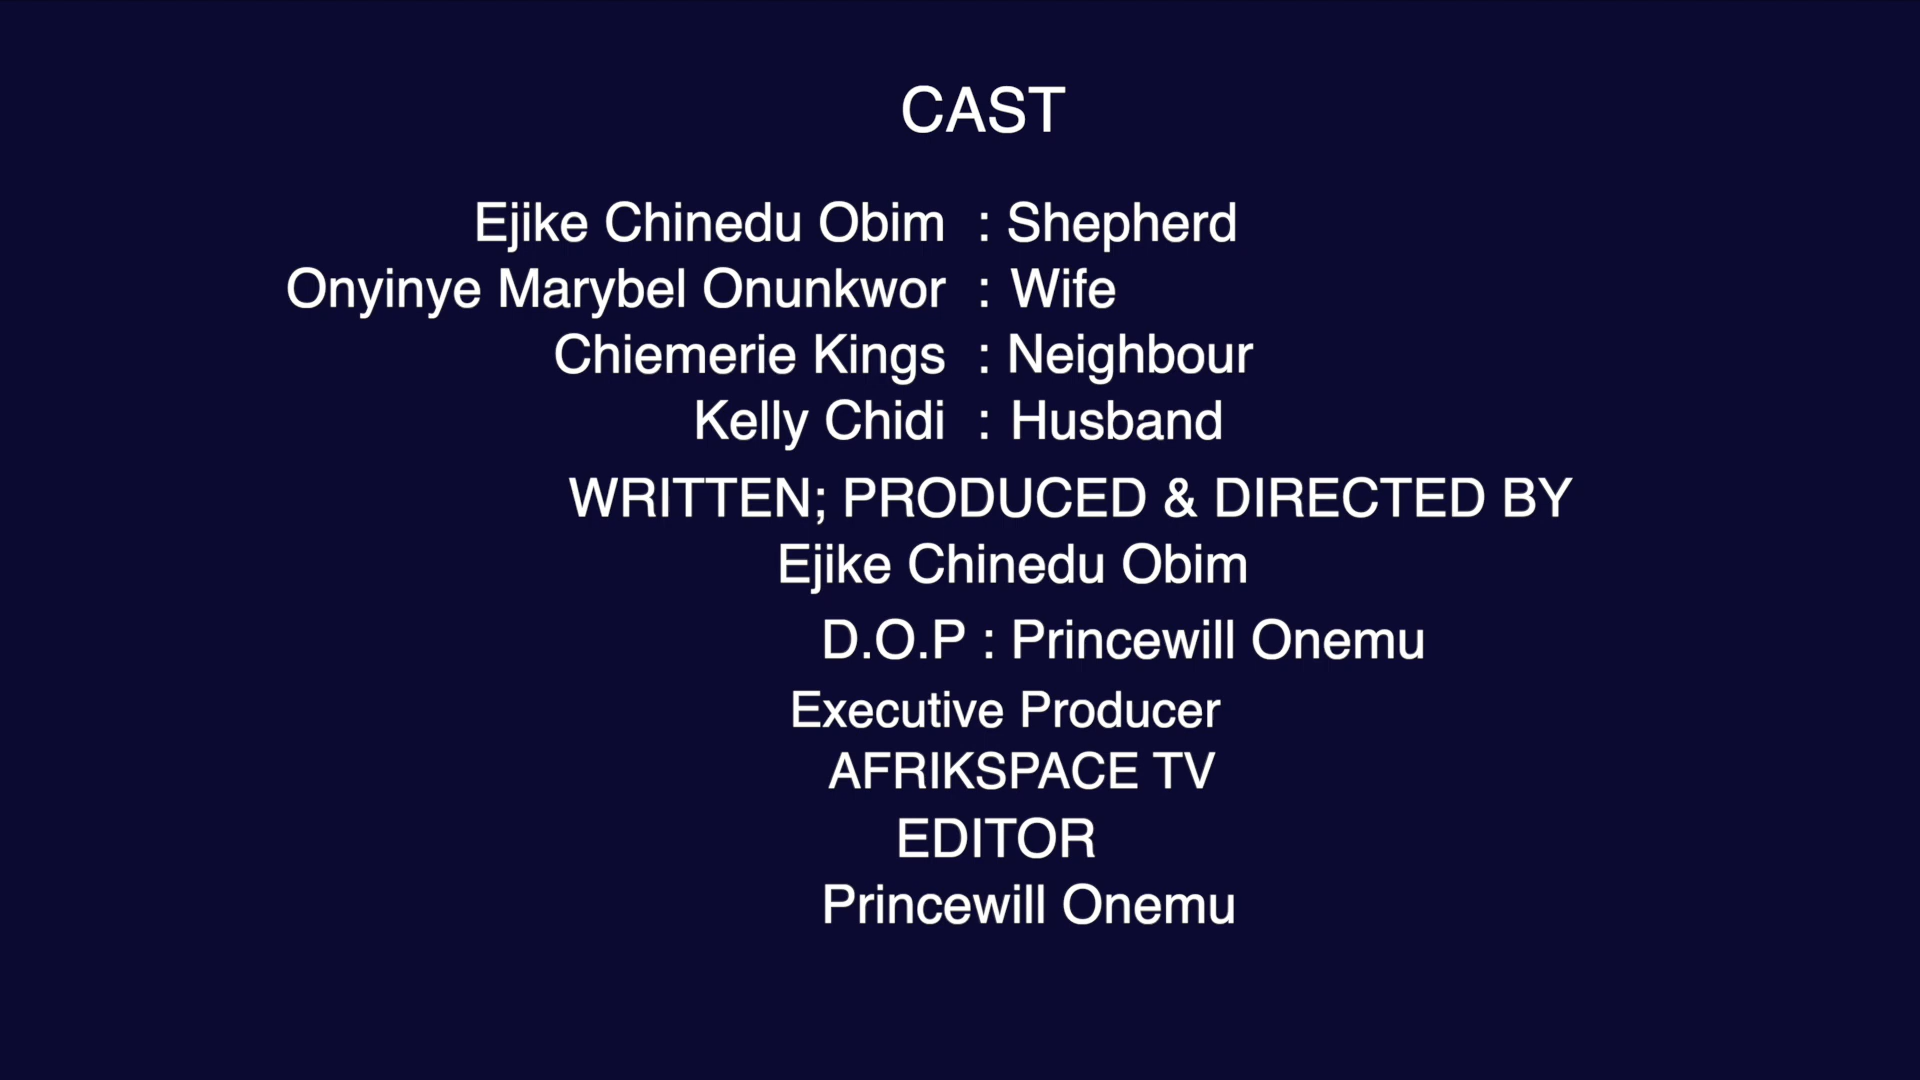 CAST
Ejike Chinedu Obim : Shepherd
Onyinye Marybel Onunkwor : Wife
Chiemerie Kings : Neighbour
Kelly Chidi : Husband
WRITTEN; PRODUCED & DIRECTED BY
Ejike Chinedu Obim
D.O.P : Princewill Onemu
Executive Producer
AFRIKSPACE TV
EDITOR
Princewill Onemu